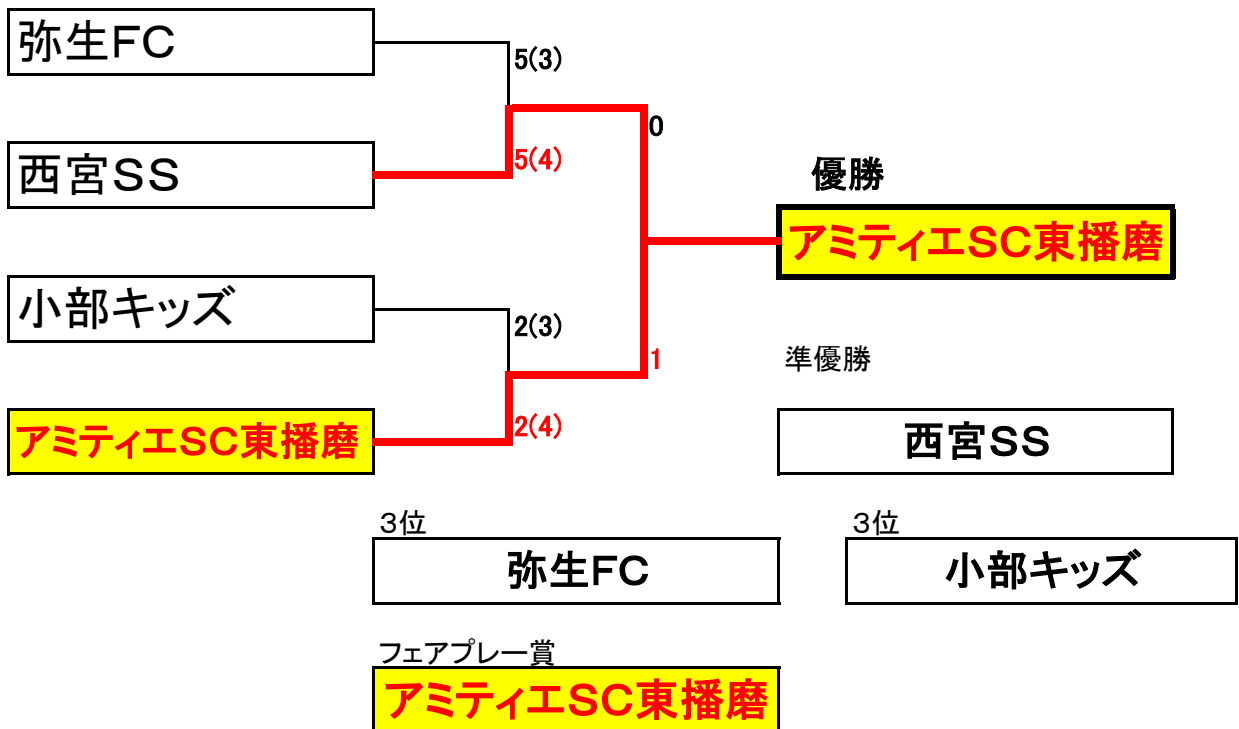 弥生FC
5(3)
0
西宮SS
5(4)
優勝
アミティエSC東播磨
小部キッズ
2(3)
1
準優勝
アミティエSC東播磨
2(4)
西宮SS
3位
3位
弥生FC
小部キッズ
フェアプレー賞
アミティエSC東播磨